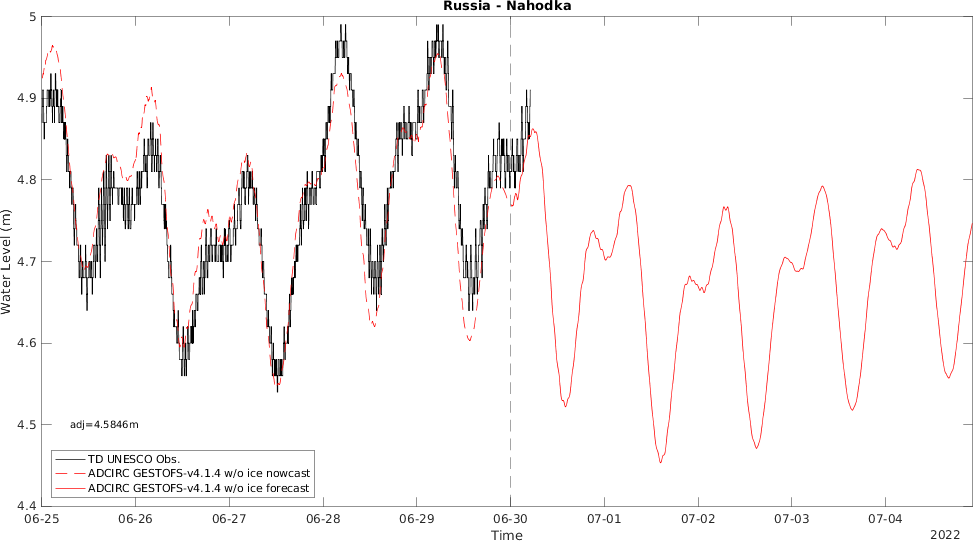 Russia - Nahodka
5
4.9
4.8
4.7
4.6
4.5
4.4
Water Level (m)
adj=4.5846m
TD UNESCO Obs.
ADCIRC GESTOFS-v4.1.4 w/o ice nowcast
ADCIRC GESTOFS-v4.1.4 w/o ice forecast
06-25 06-26 06-27 06-28 06-29 06-30 07-01 07-02 07-03 07-04
Time
2022